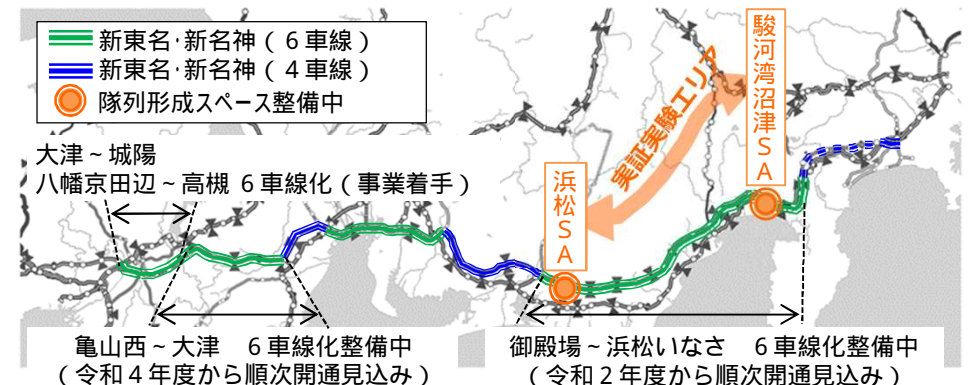 新東名･新名神(６車線)
新東名･新名神(４車線)
隊列形成スペース整備中
大津～城陽
八幡京田辺～高槻 ６車線化(事業着手)
実証実験エリア
駿河湾沼津ＳＡ
浜松ＳＡ
亀山西～大津　６車線化整備中
(令和４年度から順次開通見込み)
御殿場～浜松いなさ　６車線化整備中
(令和２年度から順次開通見込み)